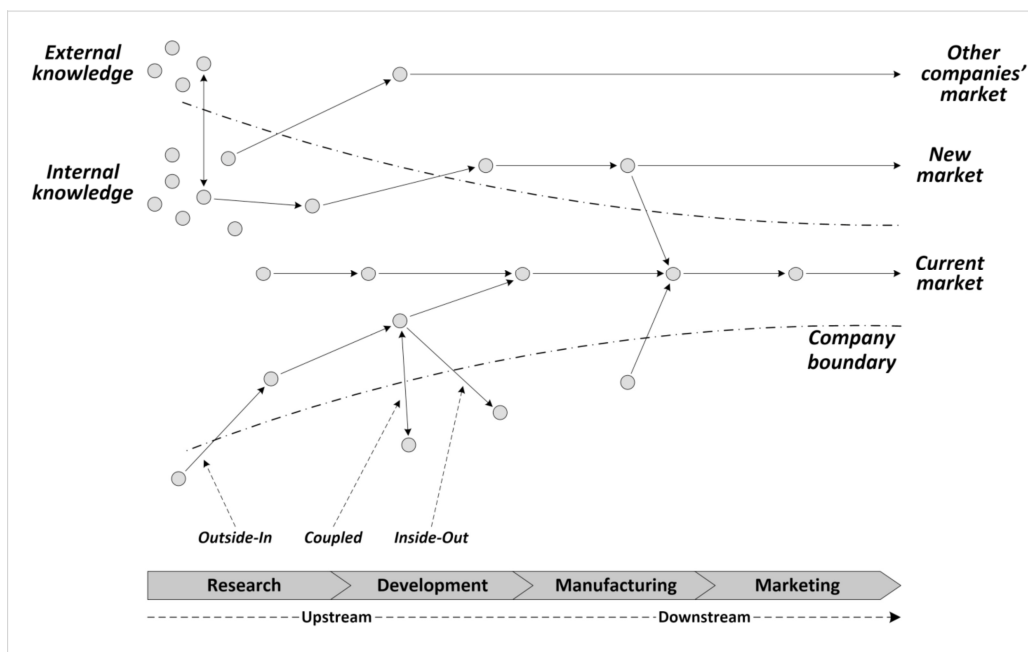 External
knowledge
Other
companies’
market
Internal
knowledge
New
market
Current
market
Company
boundary
Outside-In
Coupled
Inside-Out
Research
Development
Manufacturing
Marketing
Upstream
Downstream